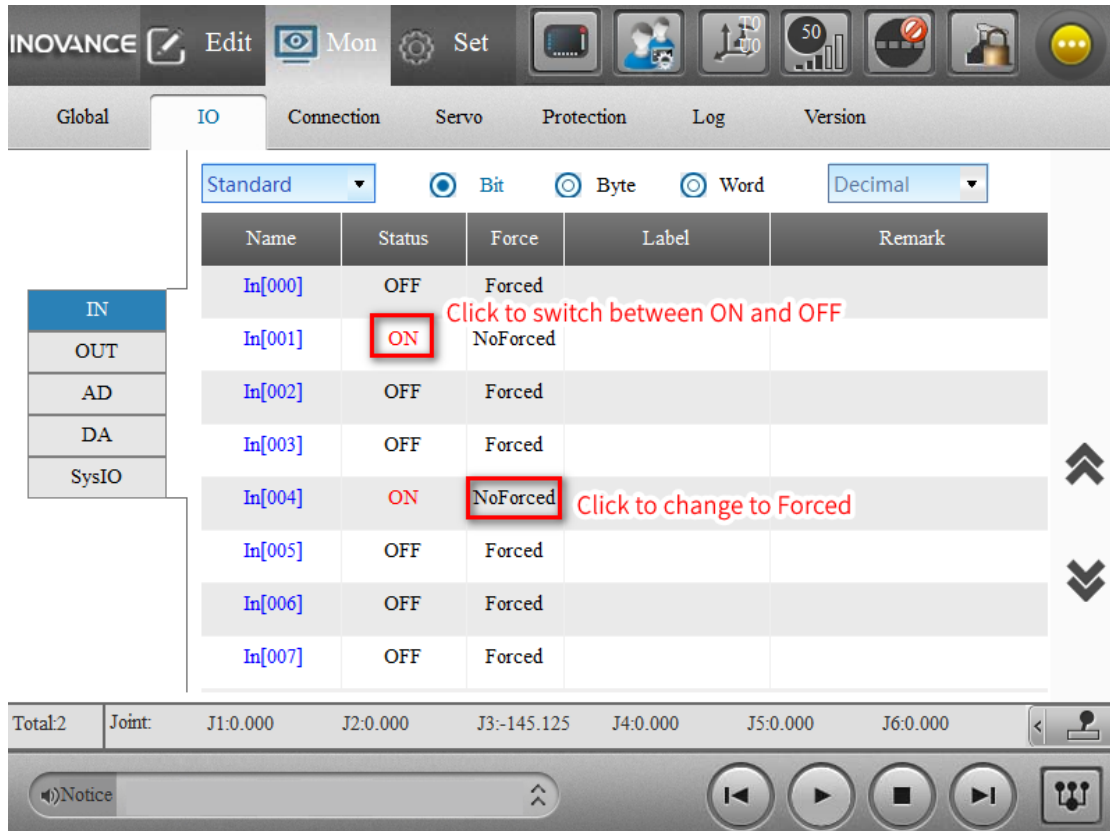 INOVANCE Edit Mon Set 50
Global IO Connection Servo Protection Log Version
Standard Bit Byte Word Decimal
Name Status Force Label Remark
IN
OUT
AD
DA
SysIO
In[000] OFF Forced
Click to switch between ON and OFF
In[001] ON NoForced
In[002] OFF Forced
In[003] OFF Forced
In[004] ON NoForced Click to change to Forced
In[005] OFF Forced
In[006] OFF Forced
In[007] OFF Forced
Total:2 Joint: J1:0.000 J2:0.000 J3:-145.125 J4:0.000 J5:0.000 J6:0.000
Notice